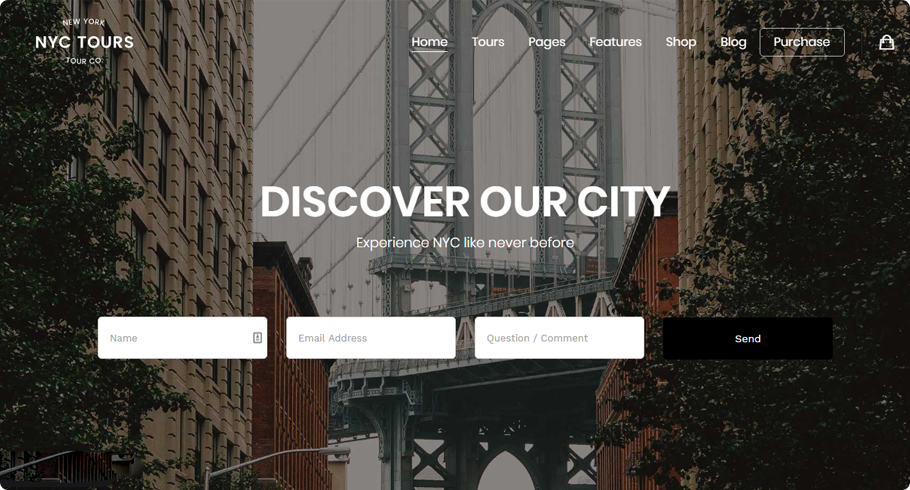 NEW YORK
NYC TOURS
TOUR CO.
Home Tours Pages Features Shop Blog Purchase
DISCOVER OUR CITY
Experience NYC like never before
Name Email Address Question / Comment Send